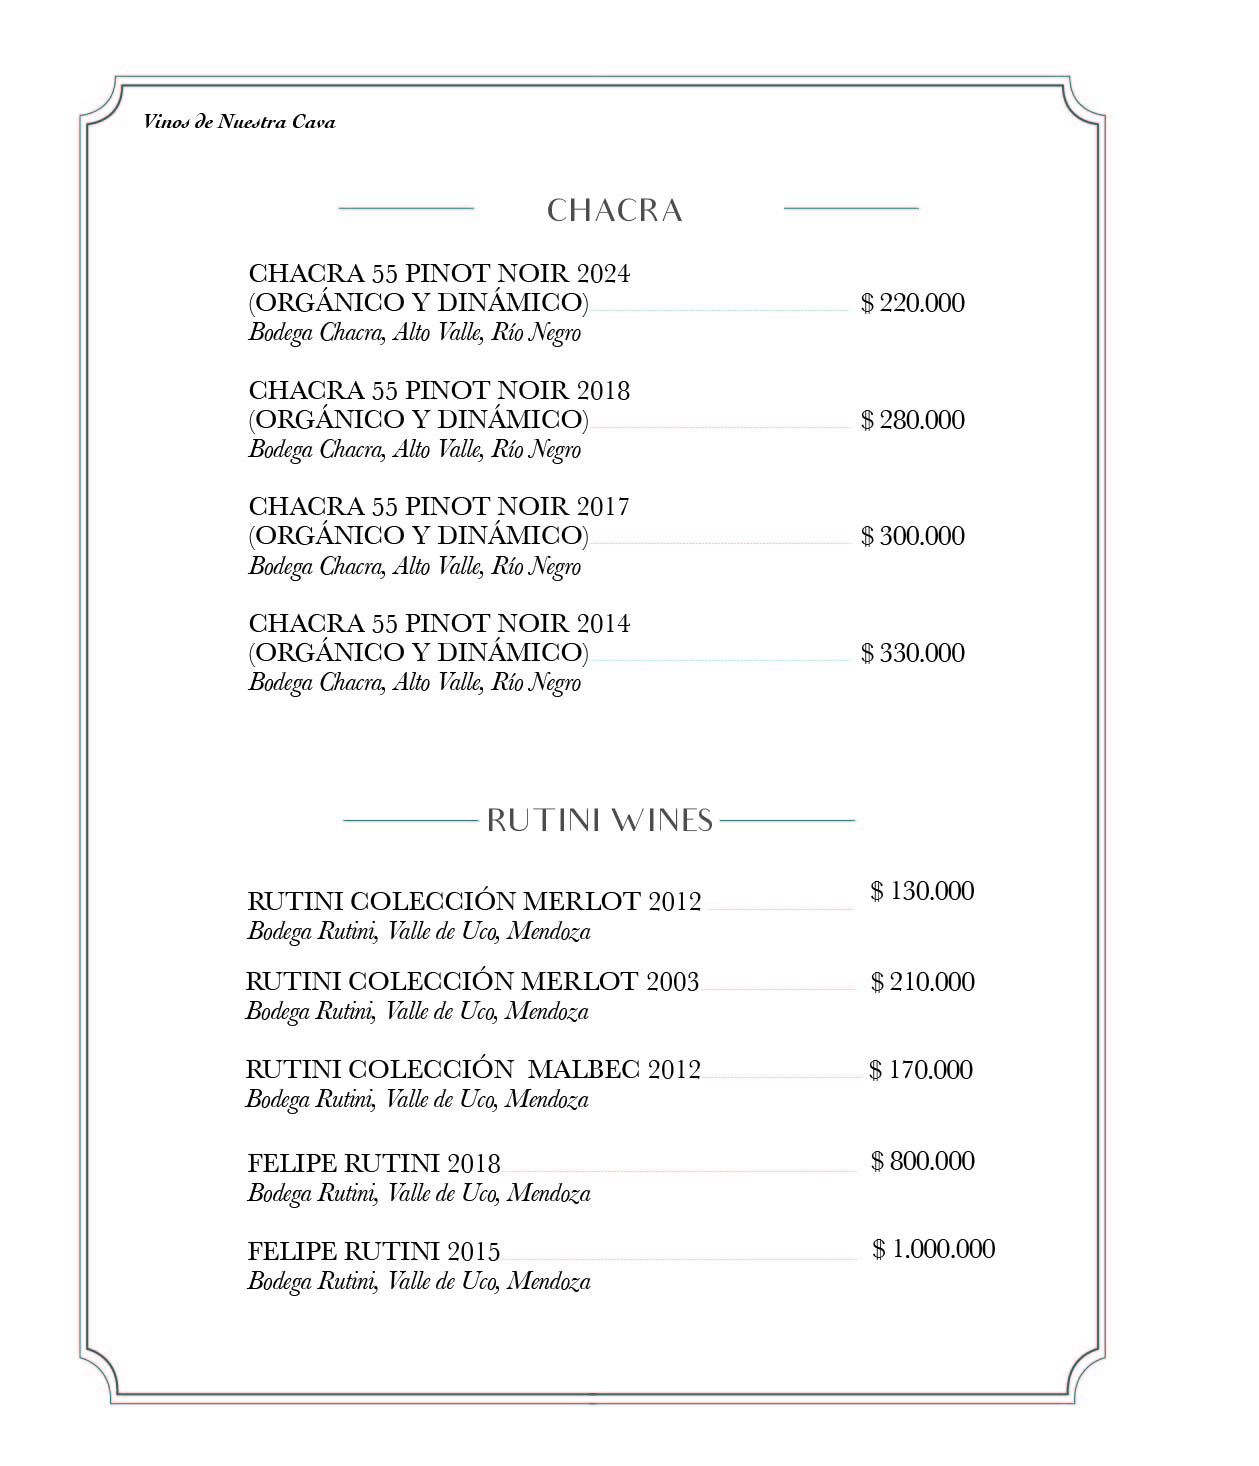 Vinos de Nuestra Cava
CHACRA
CHACRA 55 PINOT NOIR 2024
(ORGÁNICO Y DINÁMICO) $ 220.000
Bodega Chacra, Alto Valle, Río Negro
CHACRA 55 PINOT NOIR 2018
(ORGÁNICO Y DINÁMICO) $ 280.000
Bodega Chacra, Alto Valle, Río Negro
CHACRA 55 PINOT NOIR 2017
(ORGÁNICO Y DINÁMICO) $ 300.000
Bodega Chacra, Alto Valle, Río Negro
CHACRA 55 PINOT NOIR 2014
(ORGÁNICO Y DINÁMICO) $ 330.000
Bodega Chacra, Alto Valle, Río Negro
RUTINI WINES
RUTINI COLECCIÓN MERLOT 2012 $ 130.000
Bodega Rutini, Valle de Uco, Mendoza
RUTINI COLECCIÓN MERLOT 2003 $ 210.000
Bodega Rutini, Valle de Uco, Mendoza
RUTINI COLECCIÓN MALBEC 2012 $ 170.000
Bodega Rutini, Valle de Uco, Mendoza
FELIPE RUTINI 2018 $ 800.000
Bodega Rutini, Valle de Uco, Mendoza
FELIPE RUTINI 2015 $ 1.000.000
Bodega Rutini, Valle de Uco, Mendoza